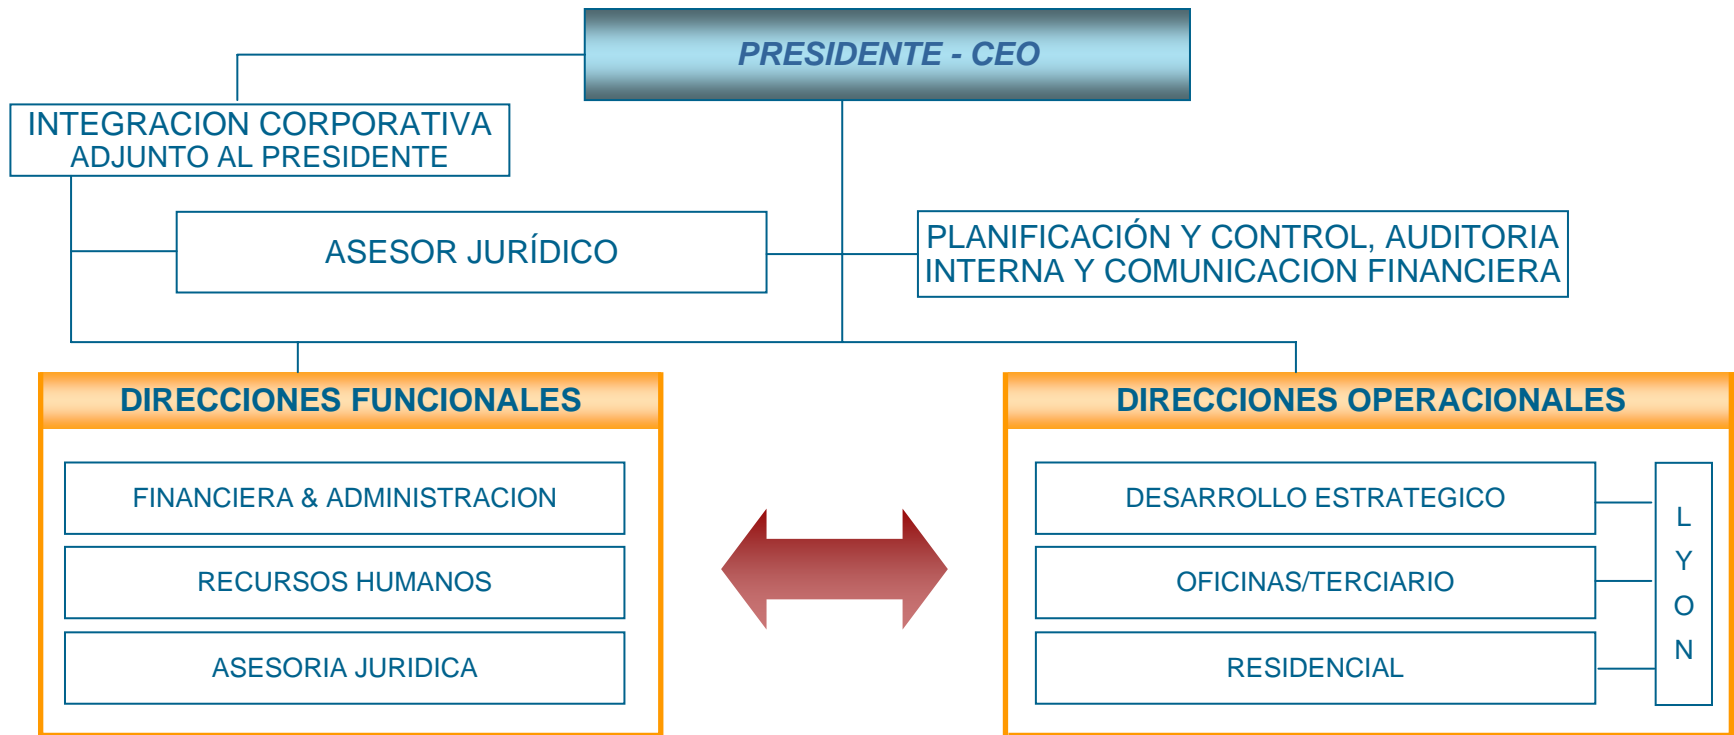 PRESIDENTE - CEO
INTEGRACION CORPORATIVA
ADJUNTO AL PRESIDENTE
ASESOR JURÍDICO
PLANIFICACIÓN Y CONTROL, AUDITORIA
INTERNA Y COMUNICACION FINANCIERA
DIRECCIONES FUNCIONALES
FINANCIERA & ADMINISTRACION
RECURSOS HUMANOS
ASESORIA JURIDICA
DIRECCIONES OPERACIONALES
DESARROLLO ESTRATEGICO
OFICINAS/TERCIARIO
RESIDENCIAL
L
Y
O
N